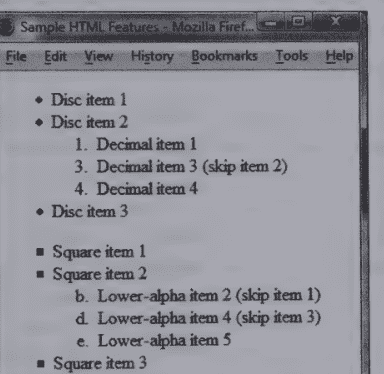 Sample HTML Features - Mozilla Firef...
File Edit View History Bookmarks Tools Help
• Disc item 1
• Disc item 2
1. Decimal item 1
3. Decimal item 3 (skip item 2)
4. Decimal item 4
• Disc item 3
▪ Square item 1
▪ Square item 2
b. Lower-alpha item 2 (skip item 1)
d. Lower-alpha item 4 (skip item 3)
e. Lower-alpha item 5
▪ Square item 3